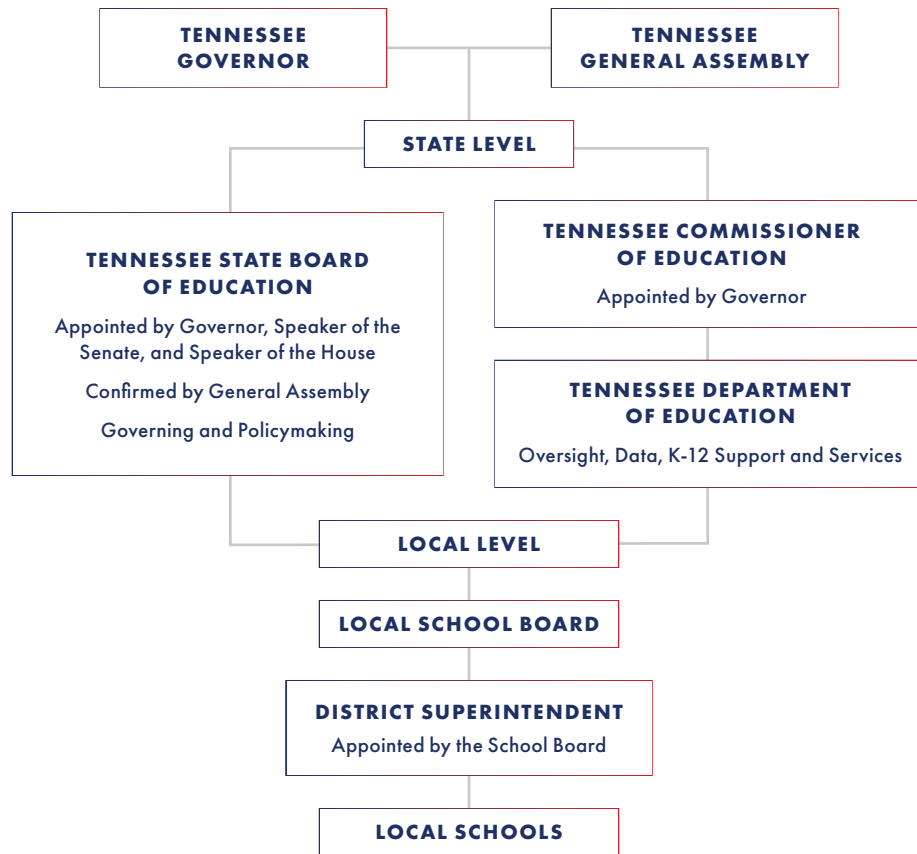 TENNESSEE
GOVERNOR
TENNESSEE
GENERAL ASSEMBLY
STATE LEVEL
TENNESSEE STATE BOARD
OF EDUCATION
Appointed by Governor, Speaker of the
Senate, and Speaker of the House
Confirmed by General Assembly
Governing and Policymaking
TENNESSEE COMMISSIONER
OF EDUCATION
Appointed by Governor
TENNESSEE DEPARTMENT
OF EDUCATION
Oversight, Data, K-12 Support and Services
LOCAL LEVEL
LOCAL SCHOOL BOARD
DISTRICT SUPERINTENDENT
Appointed by the School Board
LOCAL SCHOOLS